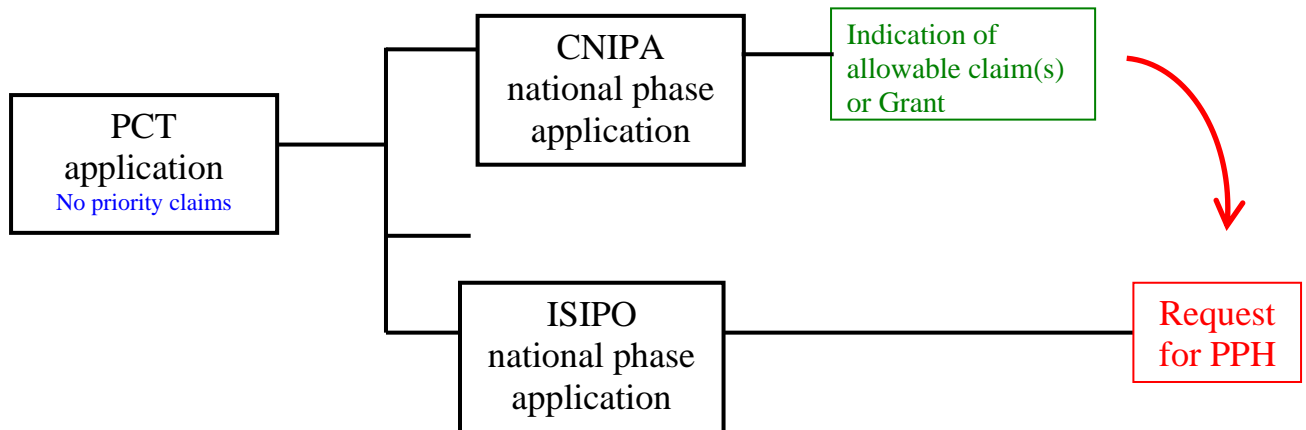 PCT
application
No priority claims
CNIPA
national phase
application
Indication of
allowable claim(s)
or Grant
ISIPO
national phase
application
Request
for PPH